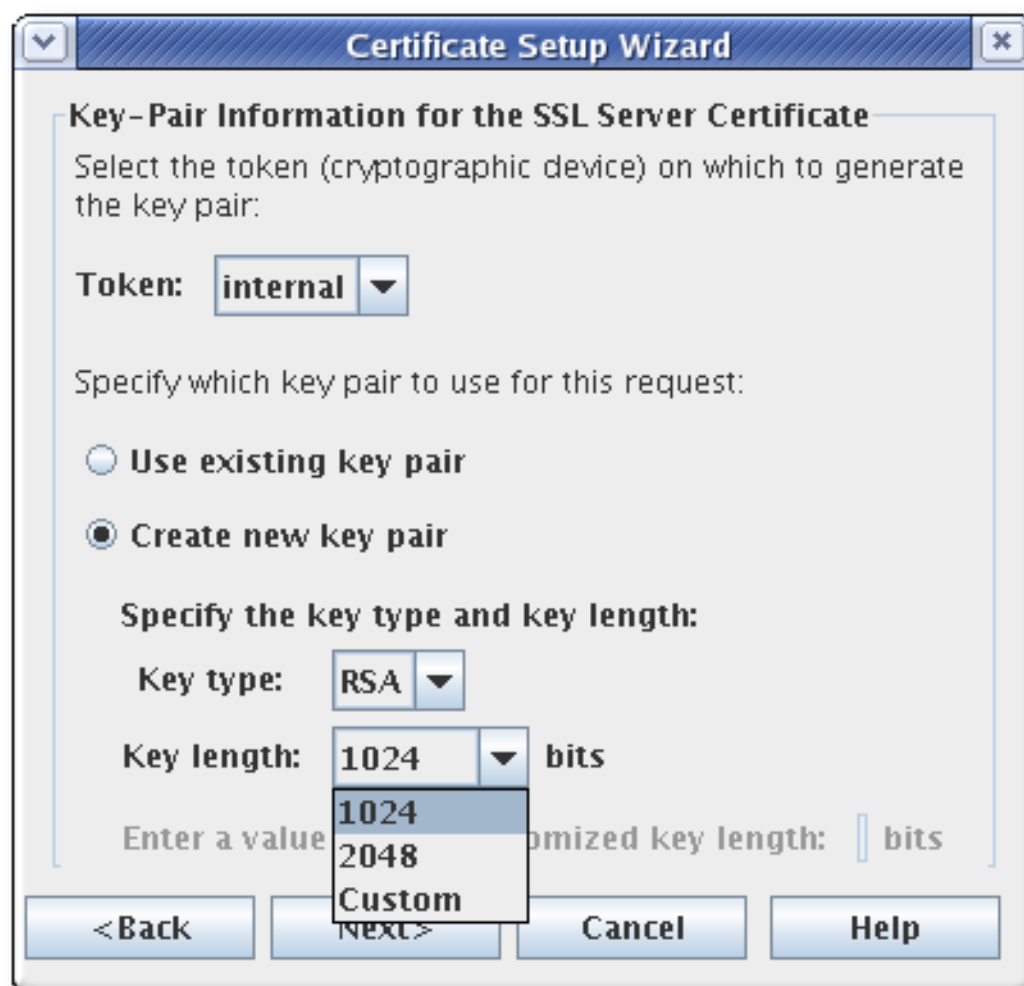 Certificate Setup Wizard
Key-Pair Information for the SSL Server Certificate
Select the token (cryptographic device) on which to generate
the key pair:
Token: internal
Specify which key pair to use for this request:
Use existing key pair
Create new key pair
Specify the key type and key length:
Key type: RSA
Key length: 1024 bits
1024
Enter a value omized key length: bits
2048
Custom
<Back Next> Cancel Help